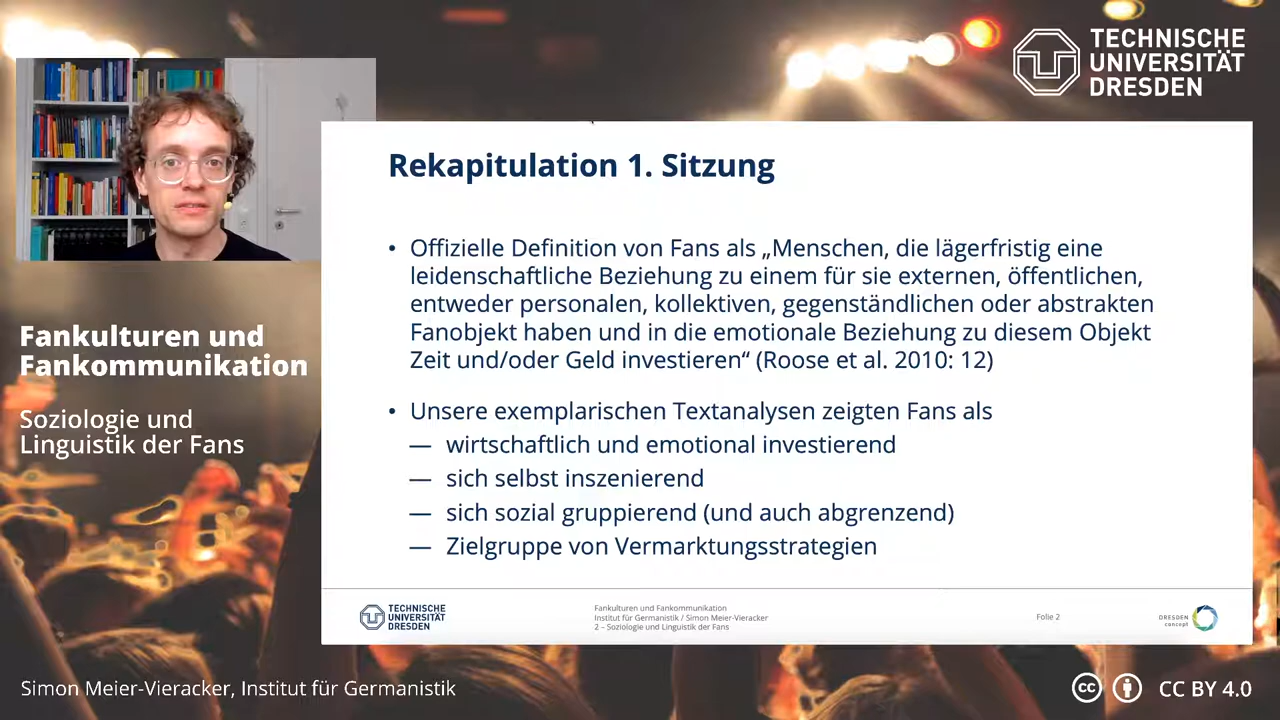 TECHNISCHE
UNIVERSITÄT
DRESDEN
Rekapitulation 1. Sitzung
• Offizielle Definition von Fans als „Menschen, die lägerfristig eine
leidenschaftliche Beziehung zu einem für sie externen, öffentlichen,
entweder personalen, kollektiven, gegenständlichen oder abstrakten
Fanobjekt haben und in die emotionale Beziehung zu diesem Objekt
Zeit und/oder Geld investieren“ (Roose et al. 2010: 12)
• Unsere exemplarischen Textanalysen zeigten Fans als
— wirtschaftlich und emotional investierend
— sich selbst inszenierend
— sich sozial gruppierend (und auch abgrenzend)
— Zielgruppe von Vermarktungsstrategien
TECHNISCHE
UNIVERSITÄT
DRESDEN
Fankulturen und Fankommunikation
Institut für Germanistik / Simon Meier-Vieracker
2 – Soziologie und Linguistik der Fans
Folie 2
DRESDEN
concept
Fankulturen und
Fankommunikation
Soziologie und
Linguistik der Fans
Simon Meier-Vieracker, Institut für Germanistik
cc CC BY 4.0